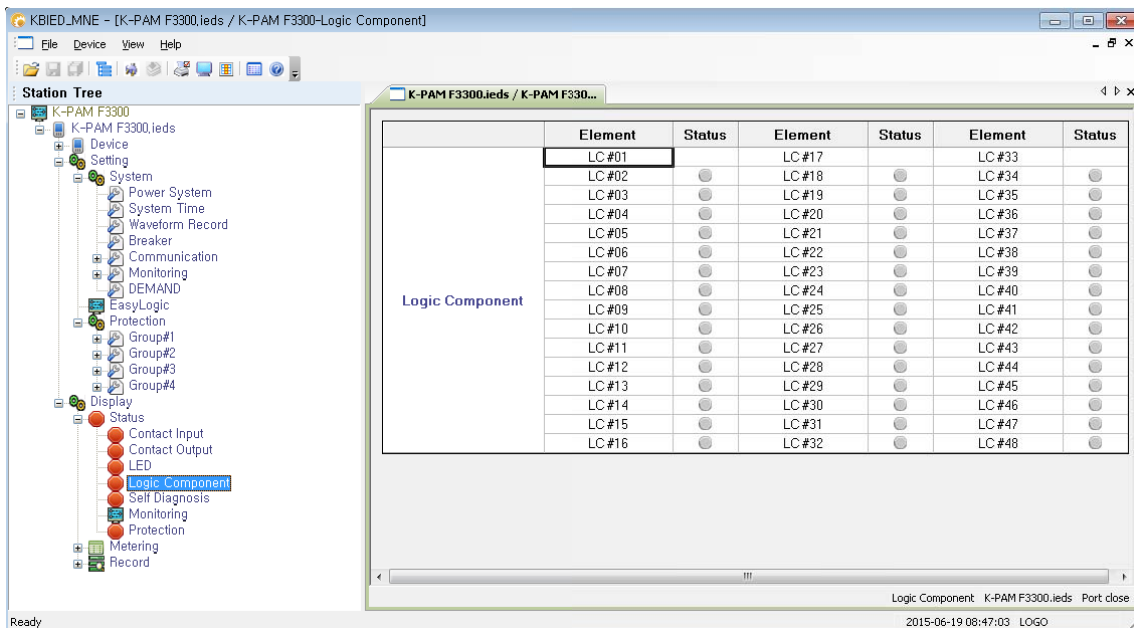 KBIED_MNE - [K-PAM F3300.ieds / K-PAM F3300-Logic Component]
File Device View Help
Station Tree
K-PAM F3300
K-PAM F3300.ieds
Device
Setting
System
Power System
System Time
Waveform Record
Breaker
Communication
Monitoring
DEMAND
EasyLogic
Protection
Group#1
Group#2
Group#3
Group#4
Display
Status
Contact Input
Contact Output
LED
Logic Component
Self Diagnosis
Monitoring
Protection
Metering
Record
K-PAM F3300.ieds / K-PAM F330...
Element Status Element Status Element Status
Logic Component
LC #01 LC #17 LC #33
LC #02 LC #18 LC #34
LC #03 LC #19 LC #35
LC #04 LC #20 LC #36
LC #05 LC #21 LC #37
LC #06 LC #22 LC #38
LC #07 LC #23 LC #39
LC #08 LC #24 LC #40
LC #09 LC #25 LC #41
LC #10 LC #26 LC #42
LC #11 LC #27 LC #43
LC #12 LC #28 LC #44
LC #13 LC #29 LC #45
LC #14 LC #30 LC #46
LC #15 LC #31 LC #47
LC #16 LC #32 LC #48
Logic Component K-PAM F3300.ieds Port close
Ready 2015-06-19 08:47:03 LOGO